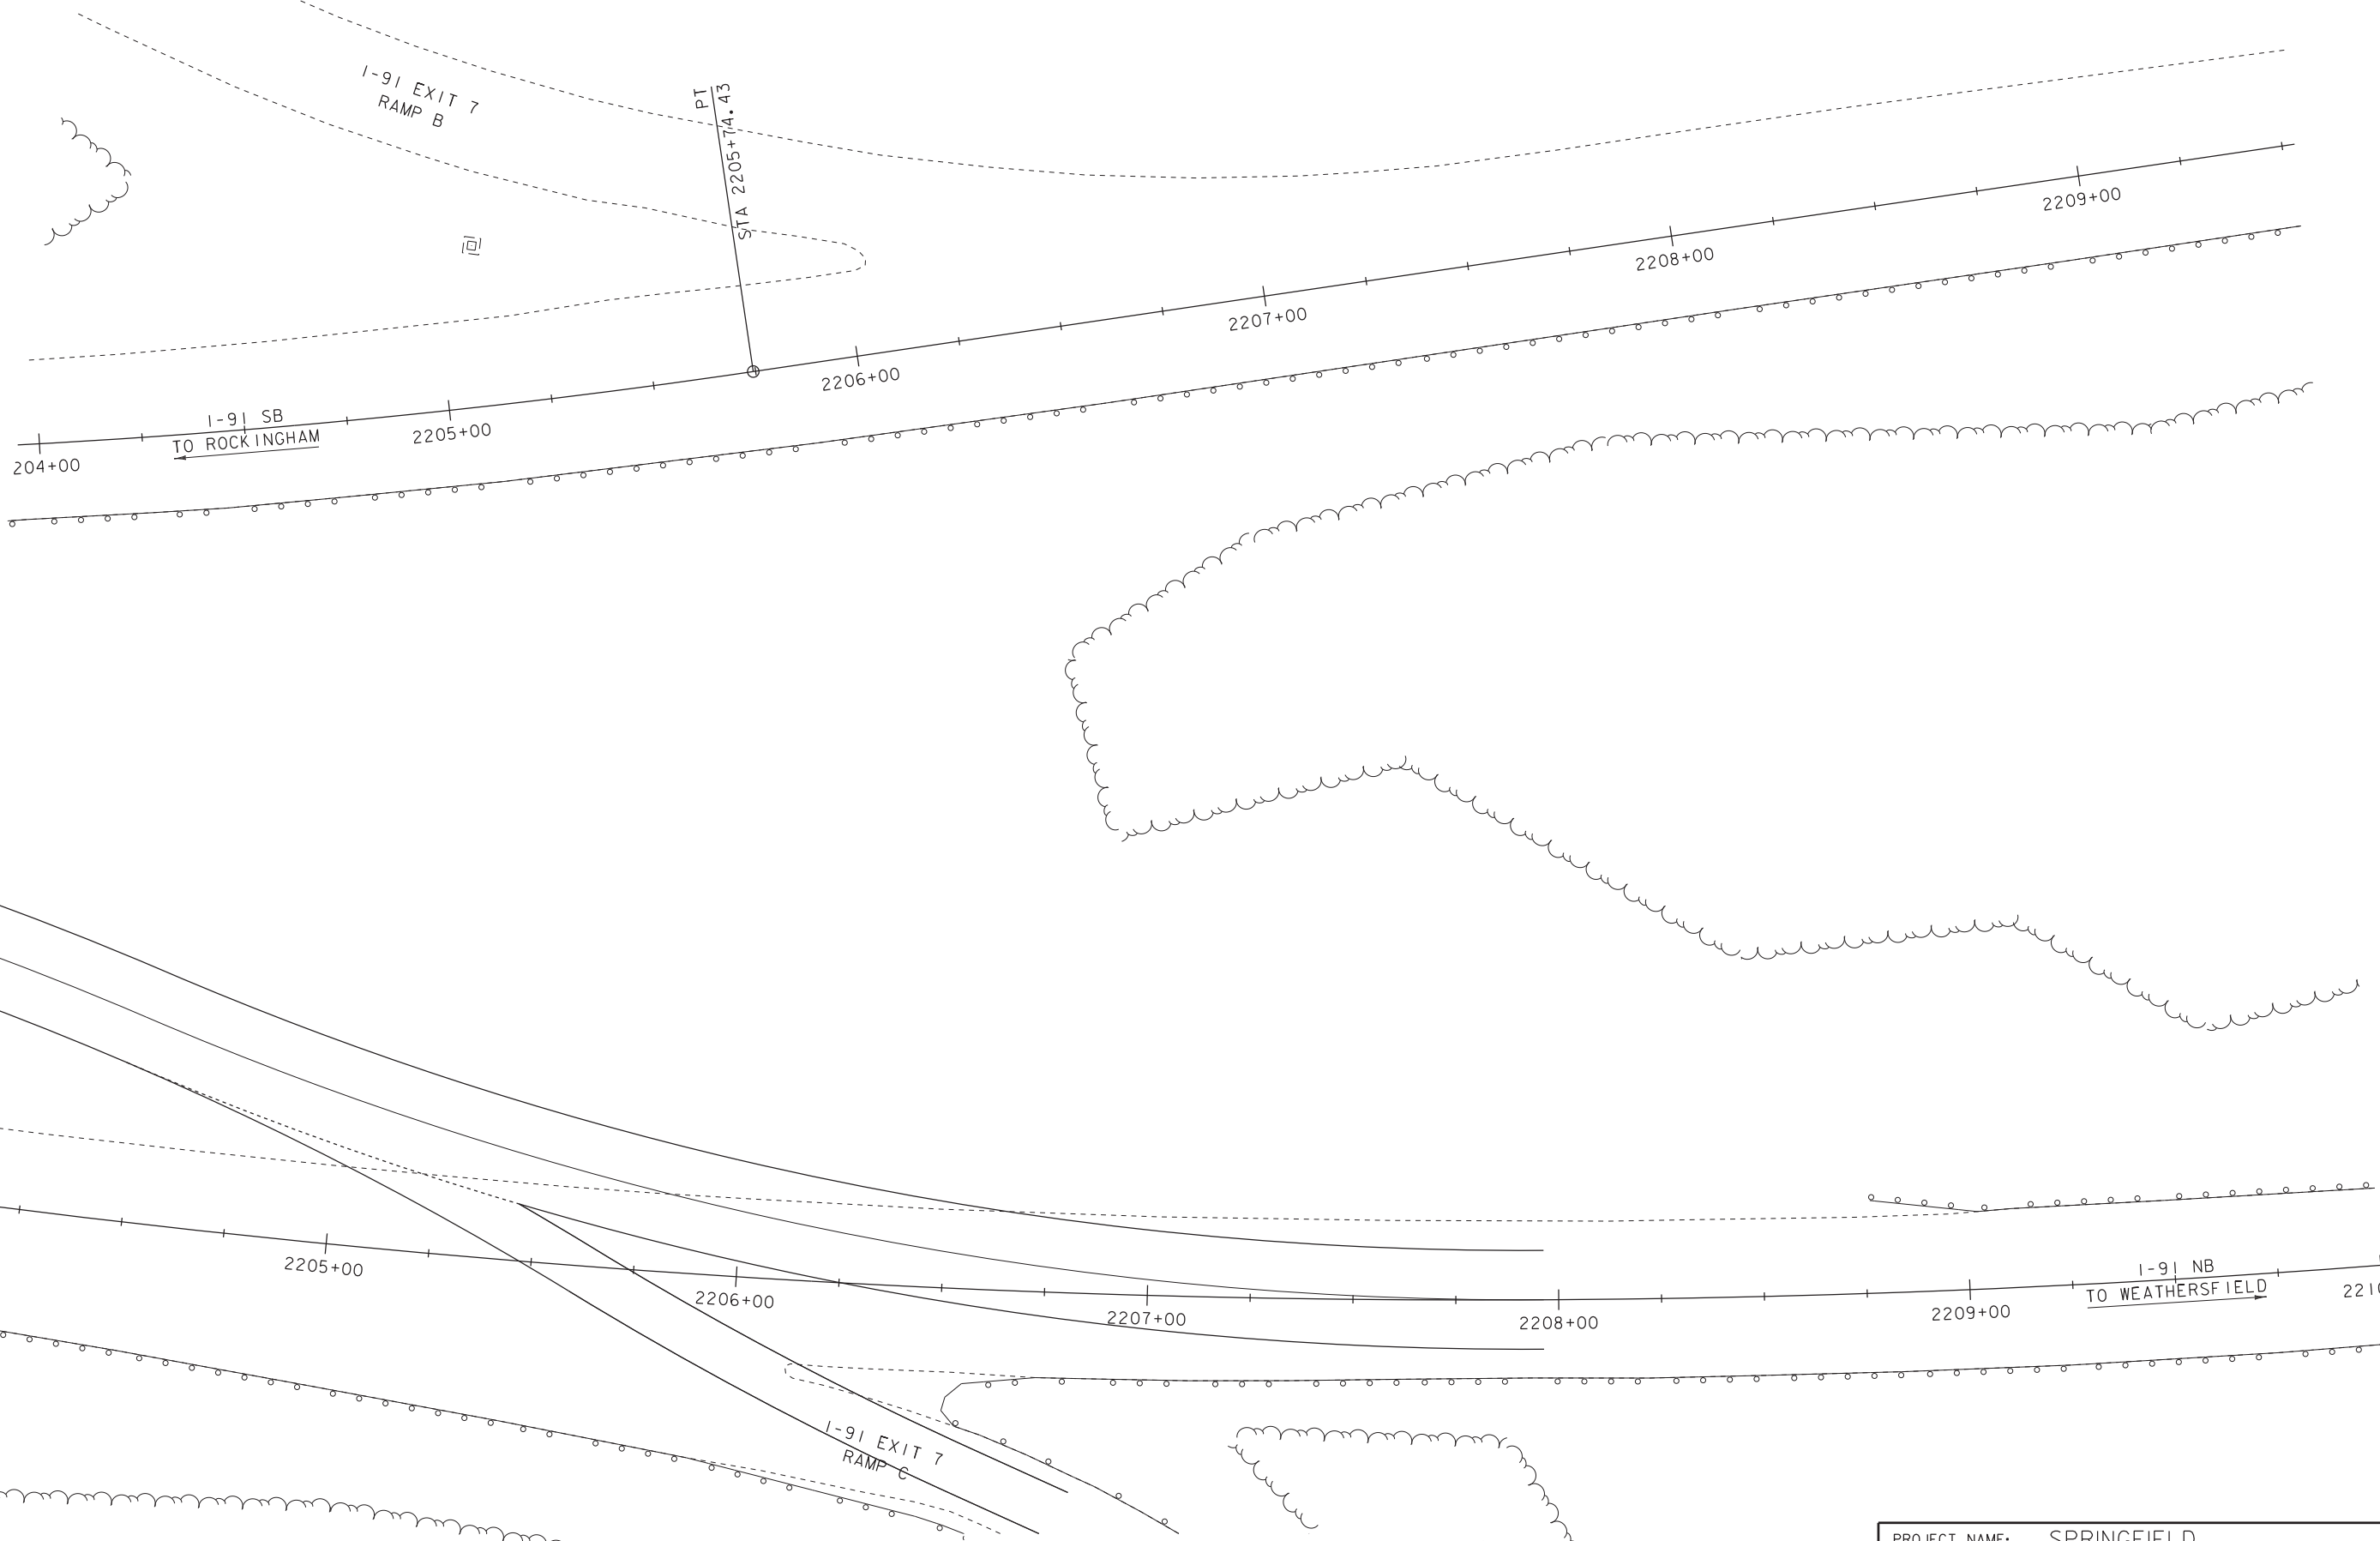 I-91 EXIT 7
RAMP B
PT
STA 2205+74.43
2209+00
2208+00
2207+00
2206+00
I-91 SB
TO ROCKINGHAM
2205+00
204+00
2205+00
2206+00
2207+00
2208+00
2209+00
I-91 NB
TO WEATHERSFIELD
2210
I-91 EXIT 7
RAMP C
PROJECT NAME: SPRINGFIELD